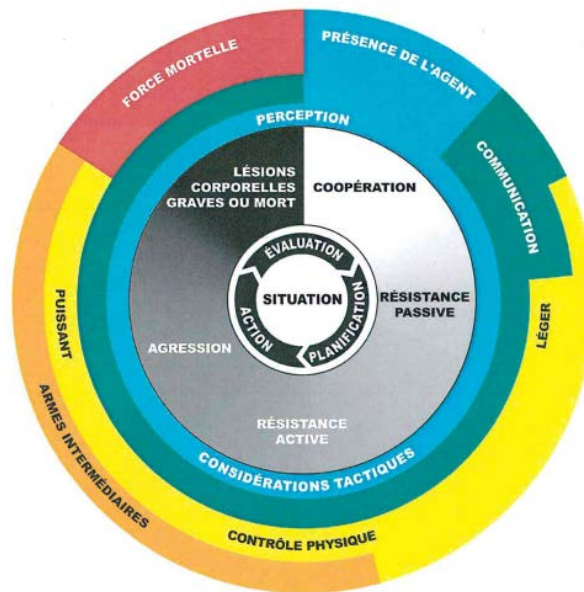 FORCE MORTELLE
PRÉSENCE DE L'AGENT
PERCEPTION
COMMUNICATION
LÉSIONS
CORPORELLES
GRAVES OU MORT
COOPÉRATION
ÉVALUATION
SITUATION
ACTION
PLANIFICATION
RÉSISTANCE
PASSIVE
LÉGER
PUISSANT
AGRESSION
ARMES INTERMÉDIAIRES
RÉSISTANCE
ACTIVE
CONSIDÉRATIONS TACTIQUES
CONTRÔLE PHYSIQUE